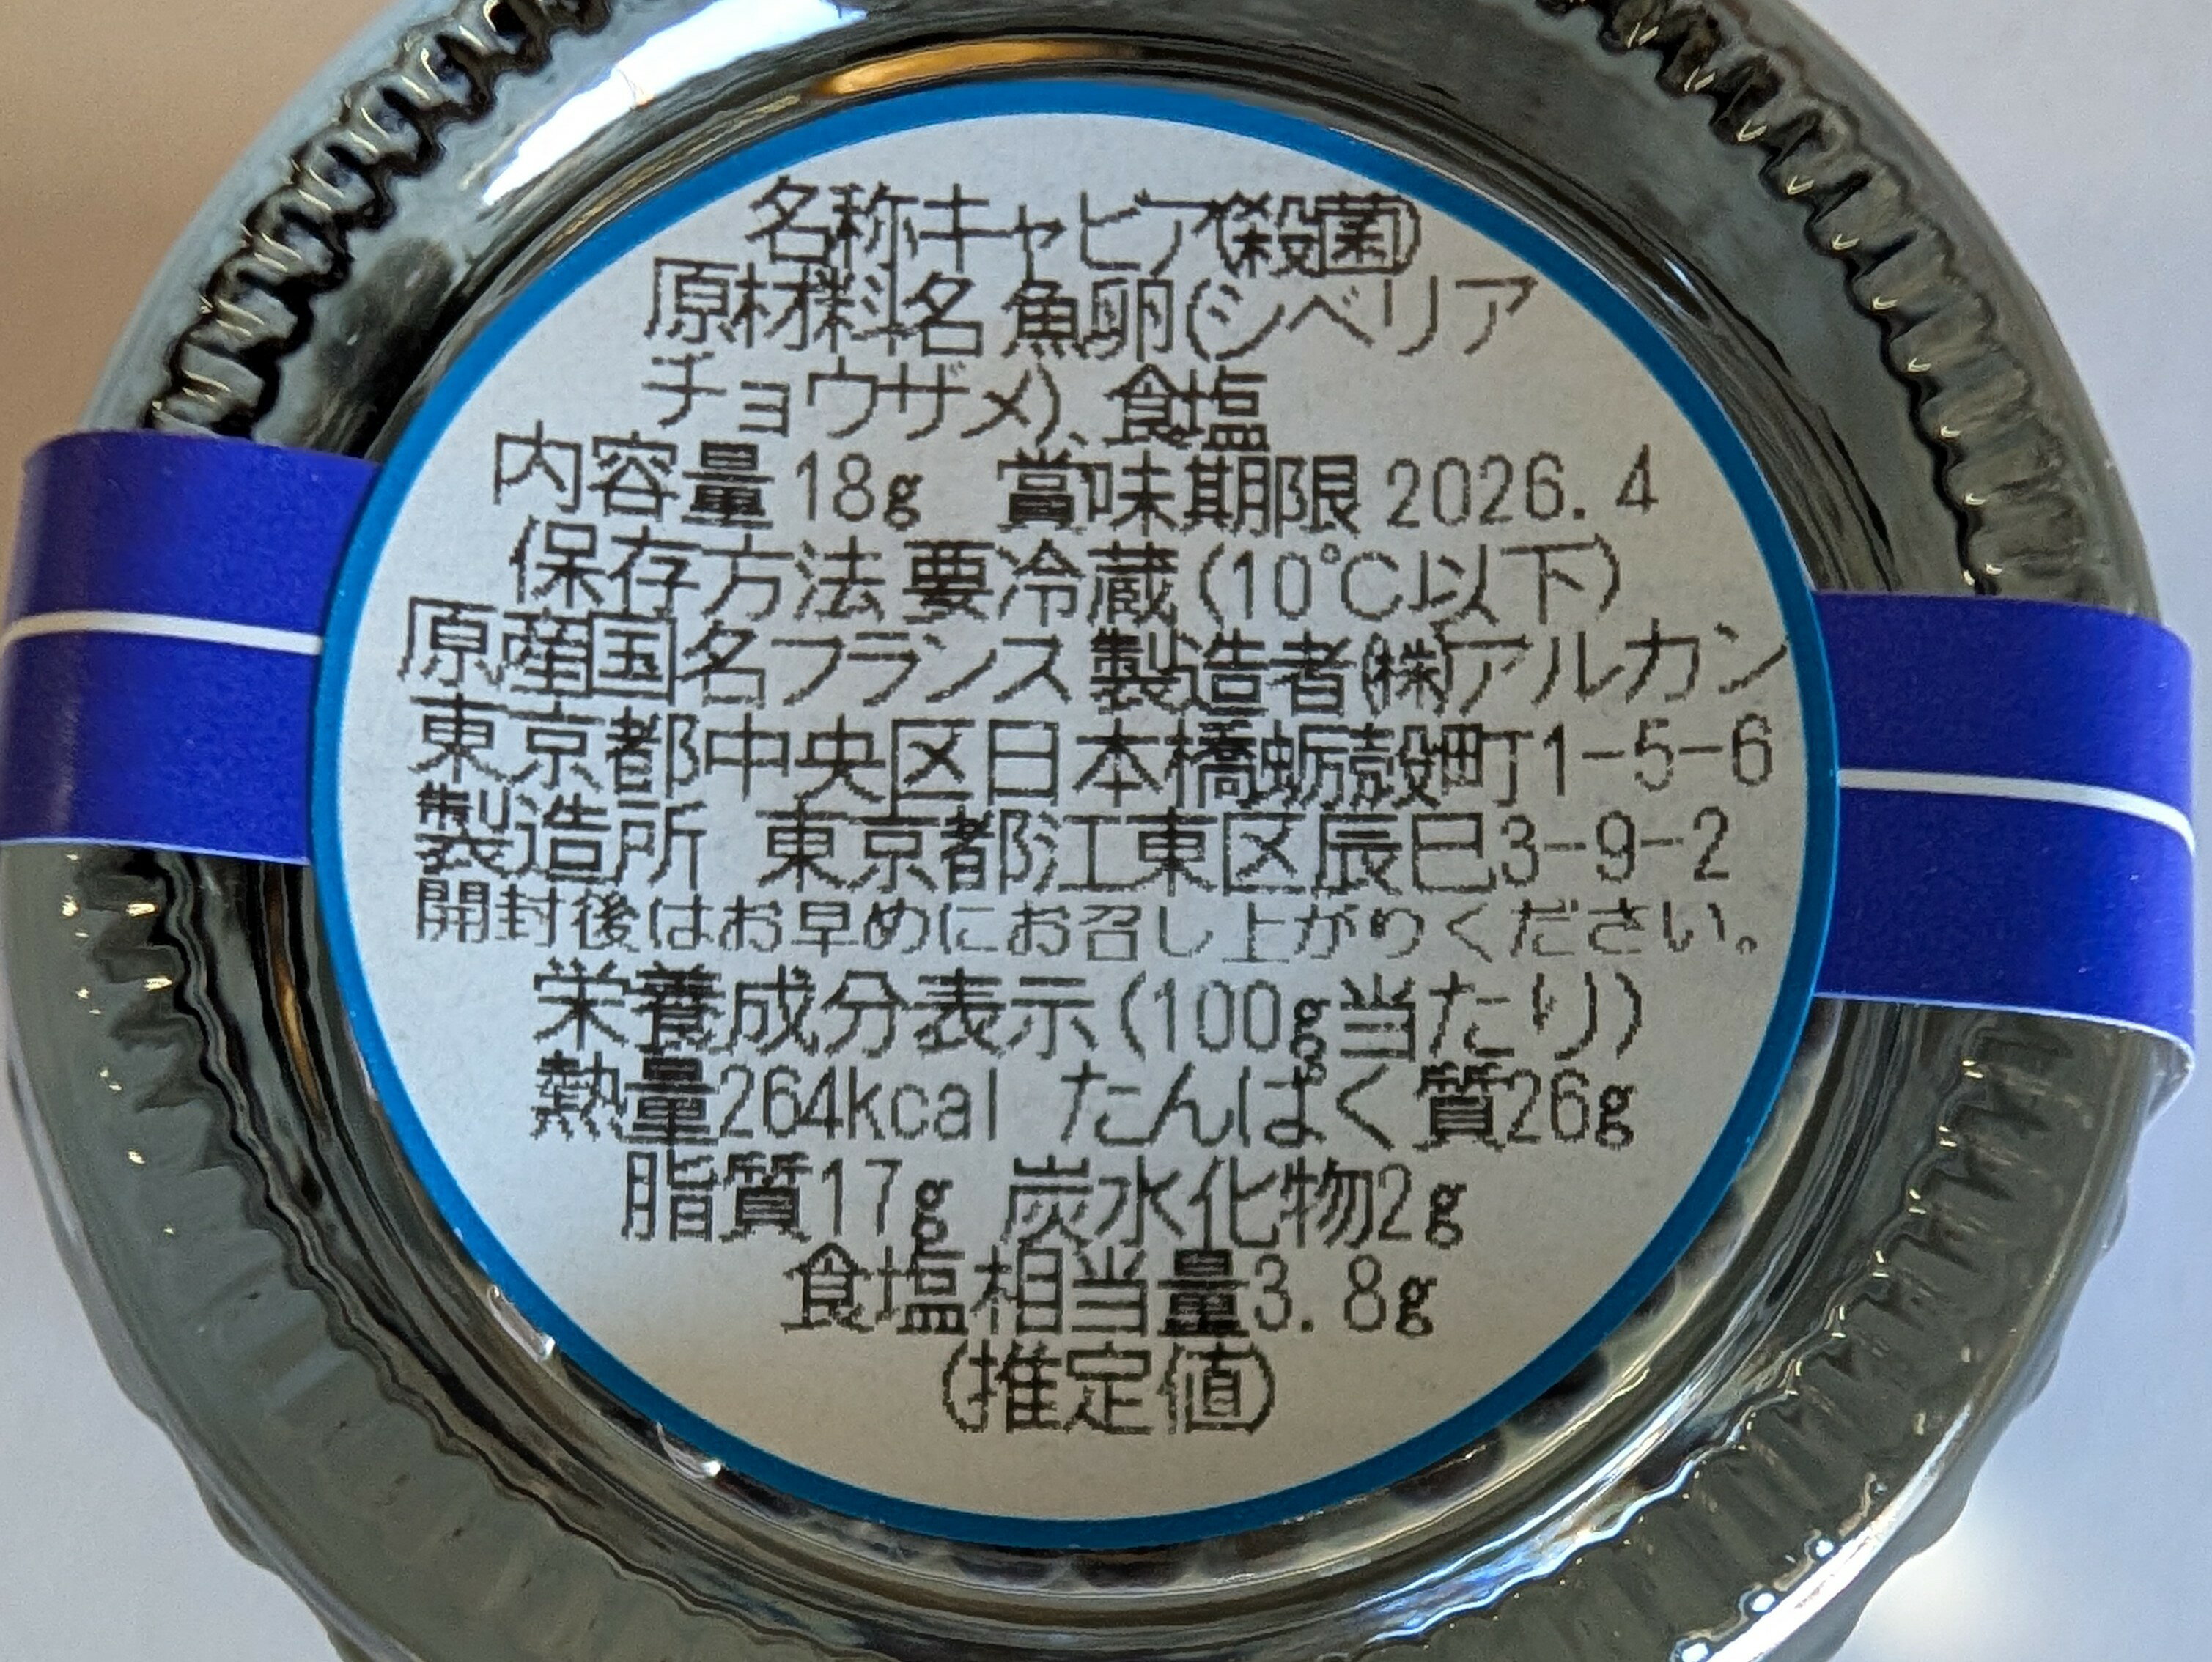 名称キャビア(殺菌)
原材料名 魚卵(シベリア
チョウザメ)、食塩
内容量18g 賞味期限2026.4
保存方法 要冷蔵(10℃以下)
原産国名フランス 製造者(株)アルカン
東京都中央区日本橋蛎殻町1-5-6
製造所 東京都江東区辰巳3-9-2
開封後はお早めにお召し上がりください。
栄養成分表示(100g当たり)
熱量264kcal たんぱく質26g
脂質17g 炭水化物2g
食塩相当量3.8g
(推定値)